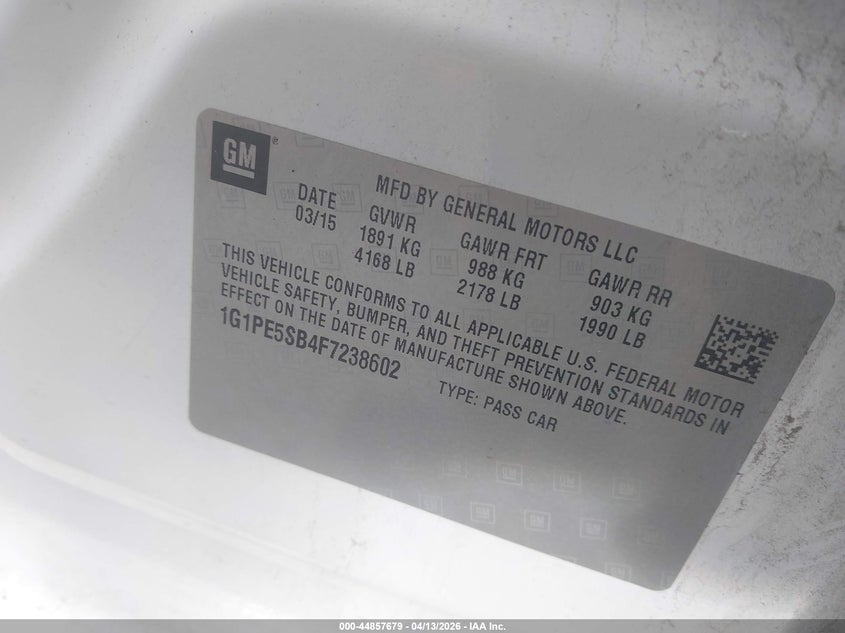 GM ®
MFD BY GENERAL MOTORS LLC
DATE GVWR GAWR FRT GAWR RR
03/15 1891 KG 988 KG 903 KG
4168 LB 2178 LB 1990 LB
THIS VEHICLE CONFORMS TO ALL APPLICABLE U.S. FEDERAL MOTOR
VEHICLE SAFETY, BUMPER, AND THEFT PREVENTION STANDARDS IN
EFFECT ON THE DATE OF MANUFACTURE SHOWN ABOVE.
1G1PE5SB4F7238602 TYPE: PASS CAR
000-44857679 - 04/13/2026 - IAA Inc.